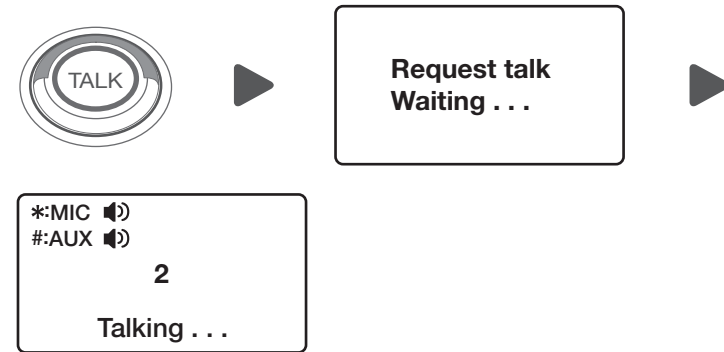 TALK
Request talk
Waiting . . .
*:MIC
#:AUX
2
Talking . . .